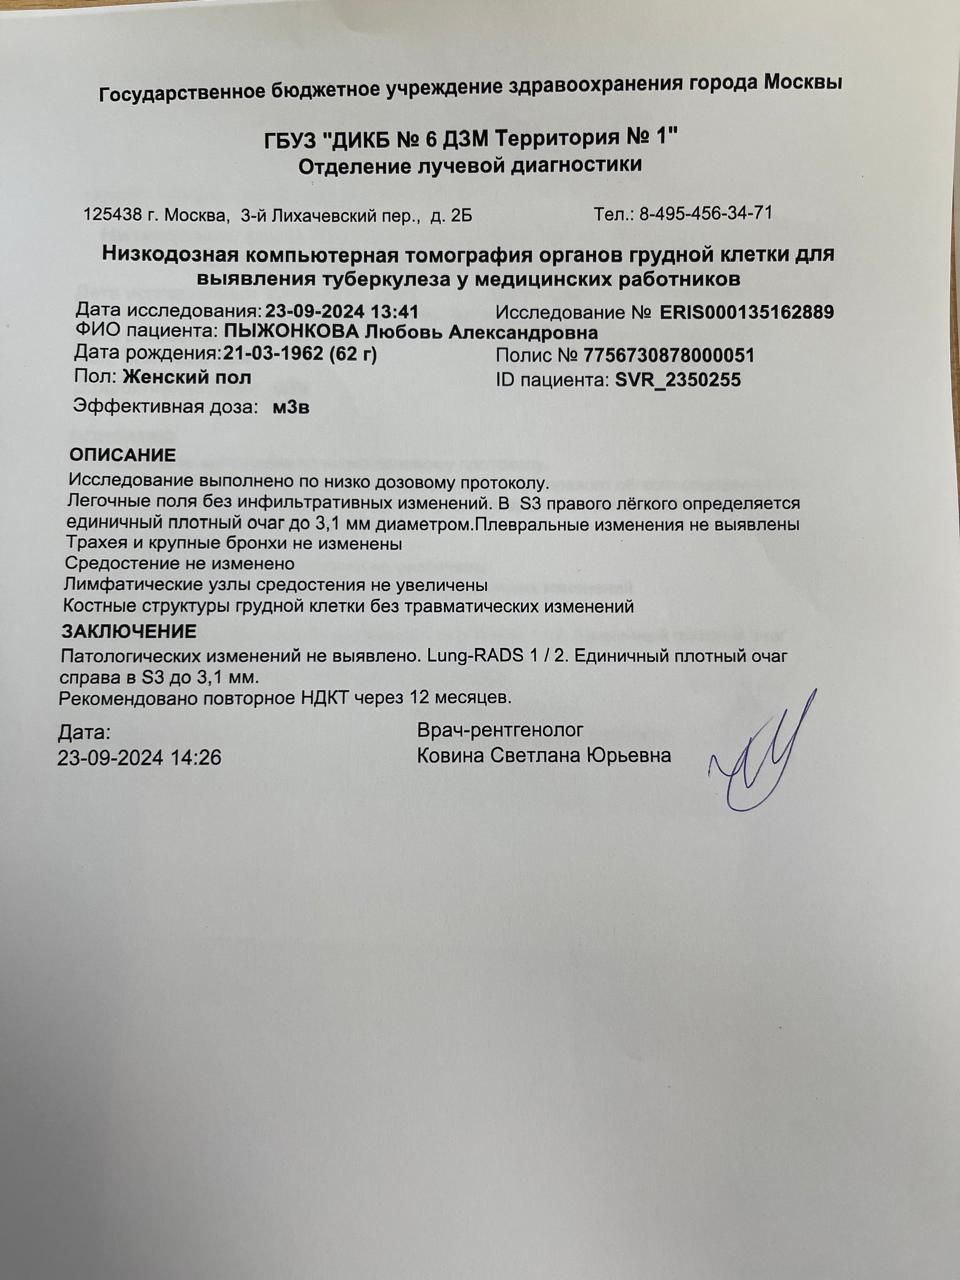 Государственное бюджетное учреждение здравоохранения города Москвы
ГБУЗ "ДИКБ № 6 ДЗМ Территория № 1"
Отделение лучевой диагностики
125438 г. Москва, 3-й Лихачевский пер., д. 2Б Тел.: 8-495-456-34-71
Низкодозная компьютерная томография органов грудной клетки для
выявления туберкулеза у медицинских работников
Дата исследования: 23-09-2024 13:41 Исследование № ERIS000135162889
ФИО пациента: ПЫЖОНКОВА Любовь Александровна
Дата рождения:21-03-1962 (62 г) Полис № 7756730878000051
Пол: Женский пол ID пациента: SVR_2350255
Эффективная доза: мЗв
ОПИСАНИЕ
Исследование выполнено по низко дозовому протоколу.
Легочные поля без инфильтративных изменений. В S3 правого лёгкого определяется
единичный плотный очаг до 3,1 мм диаметром.Плевральные изменения не выявлены
Трахея и крупные бронхи не изменены
Средостение не изменено
Лимфатические узлы средостения не увеличены
Костные структуры грудной клетки без травматических изменений
ЗАКЛЮЧЕНИЕ
Патологических изменений не выявлено. Lung-RADS 1 / 2. Единичный плотный очаг
справа в S3 до 3,1 мм.
Рекомендовано повторное НДКТ через 12 месяцев.
Дата: Врач-рентгенолог
23-09-2024 14:26 Ковина Светлана Юрьевна